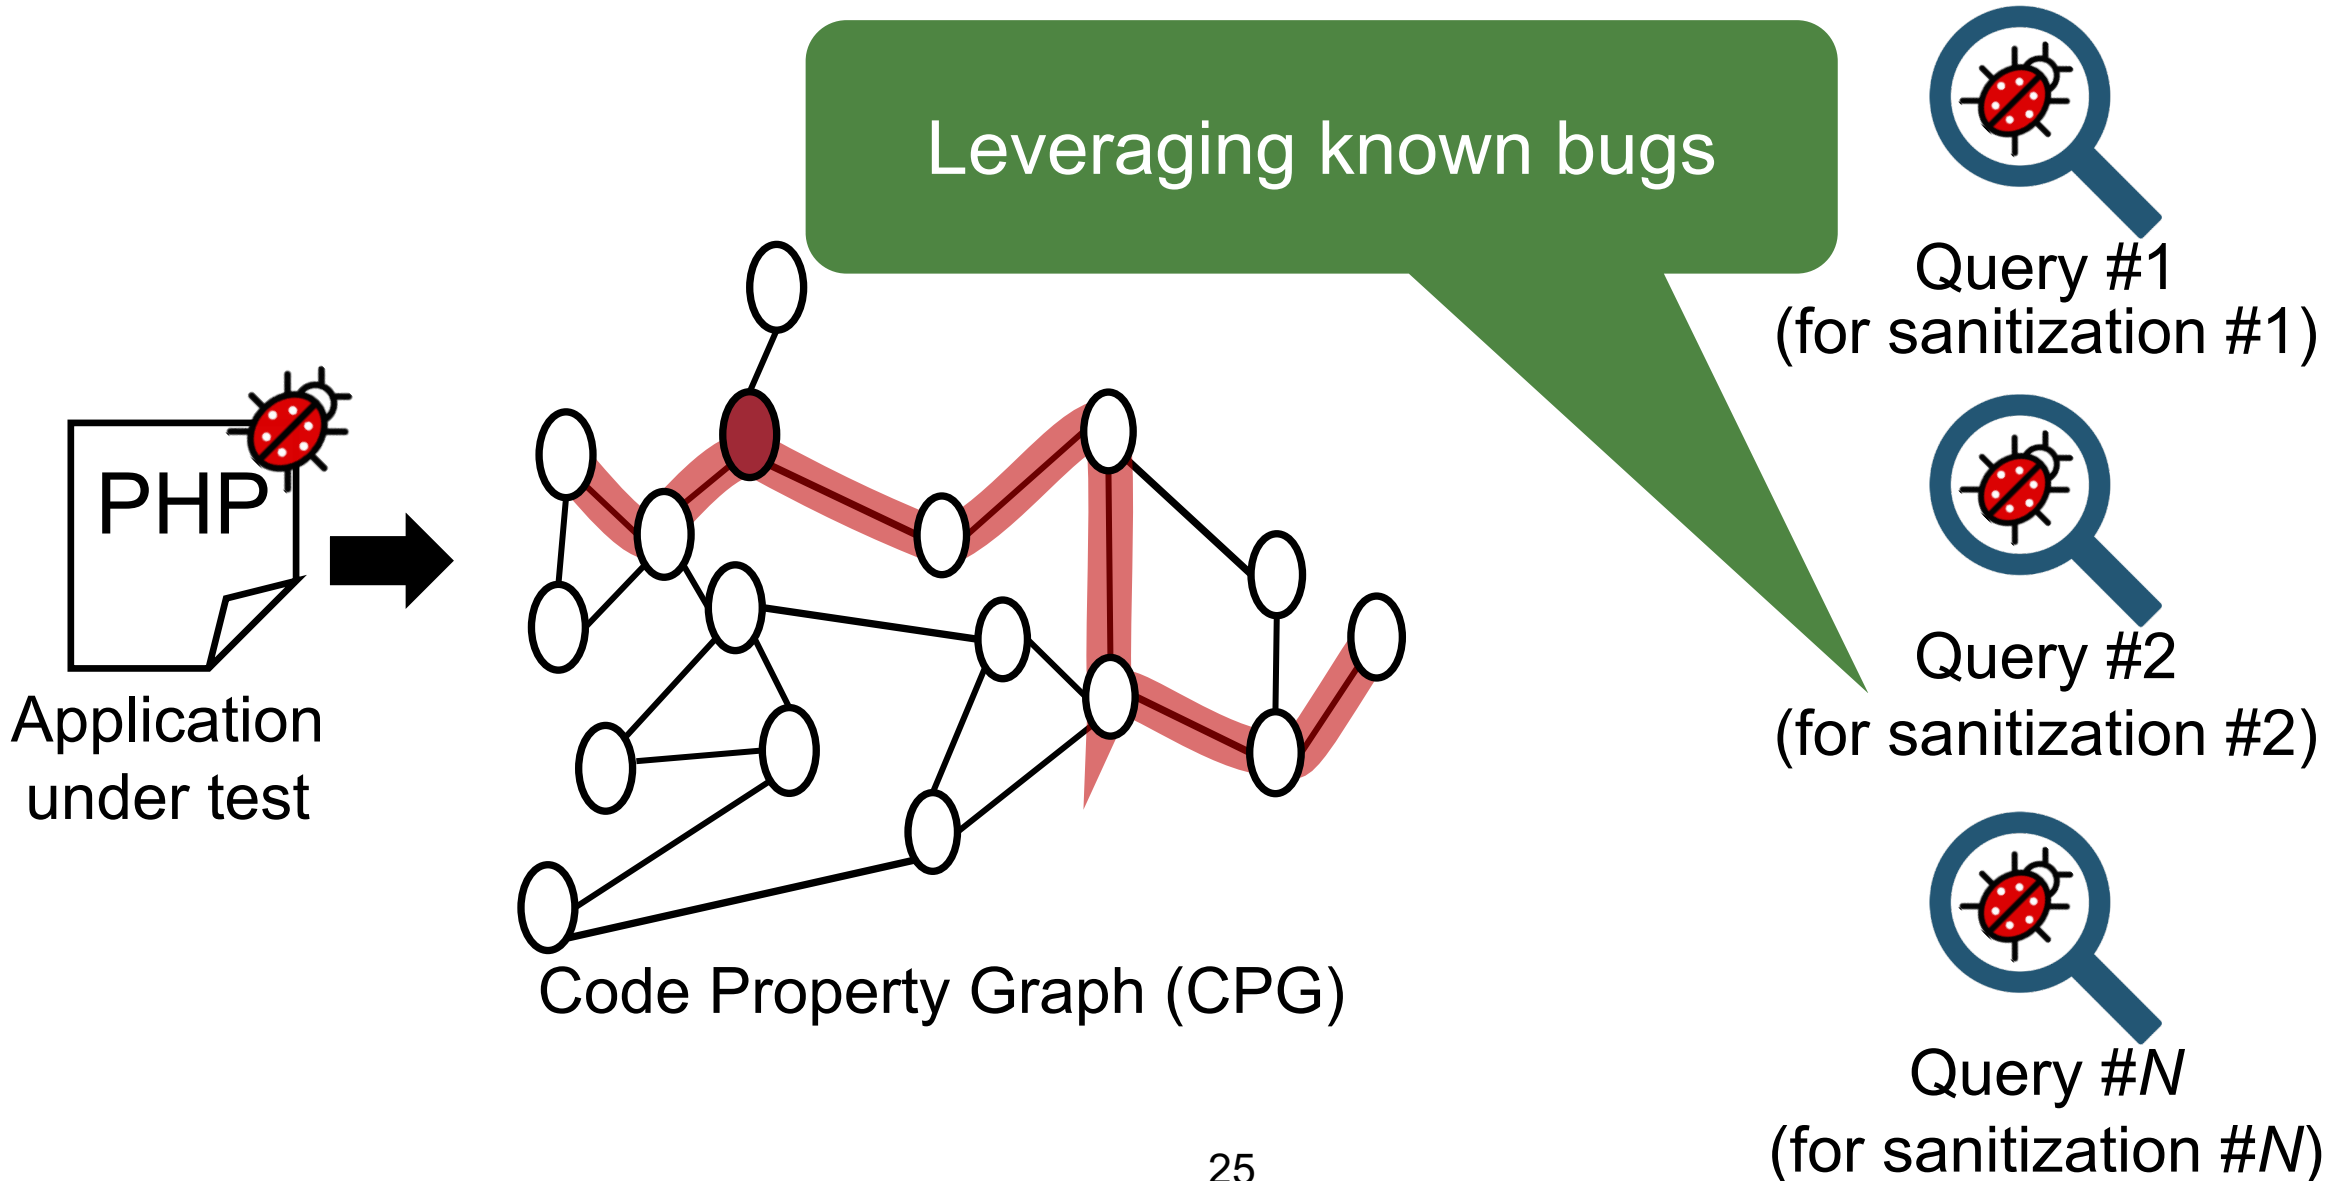 Leveraging known bugs
Query #1
(for sanitization #1)
PHP
Application
under test
Query #2
(for sanitization #2)
Code Property Graph (CPG)
Query #N
(for sanitization #N)
25